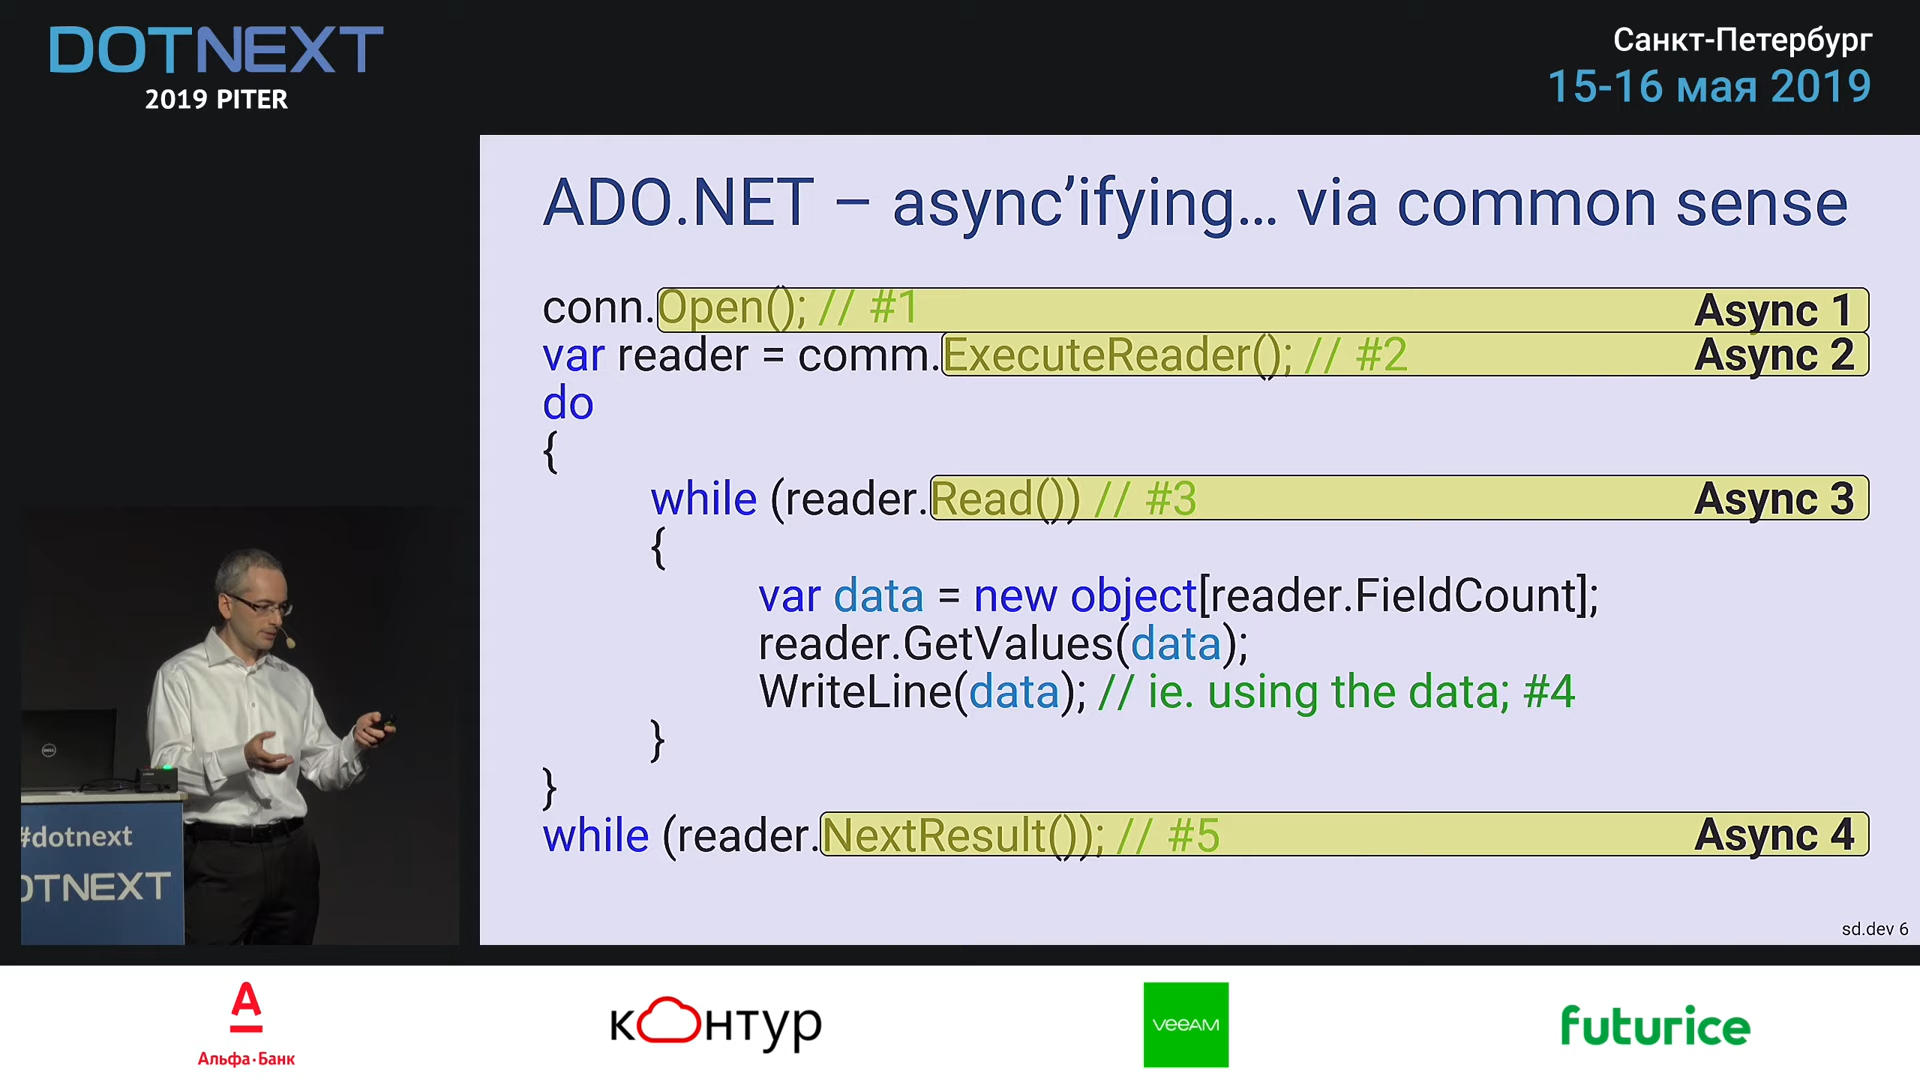 DOTNEXT
2019 PITER
Санкт-Петербург
15-16 мая 2019
ADO.NET – async’ifying… via common sense
conn.Open(); // #1 Async 1
var reader = comm.ExecuteReader(); // #2 Async 2
do
{
while (reader.Read()) // #3 Async 3
{
var data = new object[reader.FieldCount];
reader.GetValues(data);
WriteLine(data); // ie. using the data; #4
}
}
while (reader.NextResult()); // #5 Async 4
sd.dev 6
DELL
#dotnext
OTNEXT
А
Альфа·Банк
контур
veeam
futurice